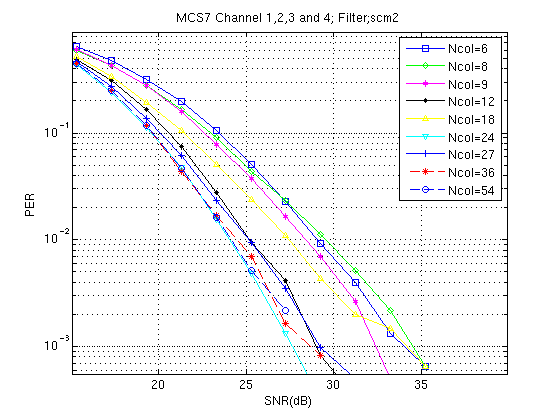 MCS7 Channel 1,2,3 and 4; Filter;scm2
Ncol=6
Ncol=8
Ncol=9
Ncol=12
Ncol=18
Ncol=24
Ncol=27
Ncol=36
Ncol=54
10^-1
10^-2
10^-3
PER
20 25 30 35
SNR(dB)